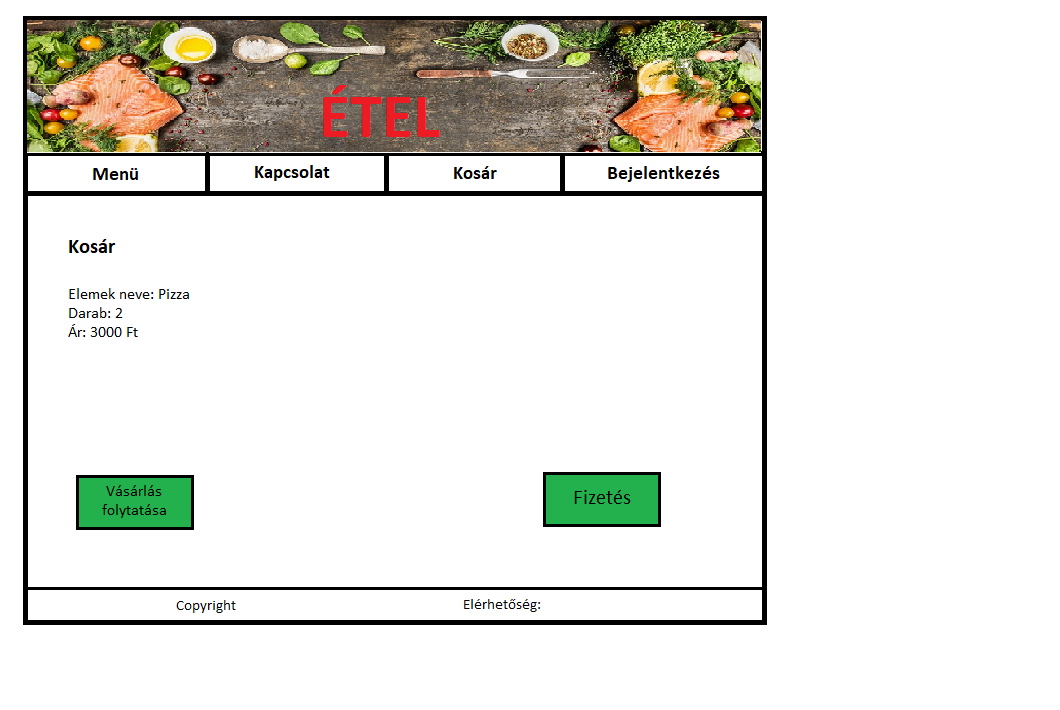 ÉTEL
Menü
Kapcsolat
Kosár
Bejelentkezés
Kosár
Elemek neve: Pizza
Darab: 2
Ár: 3000 Ft
Vásárlás
folytatása
Fizetés
Copyright
Elérhetőség: